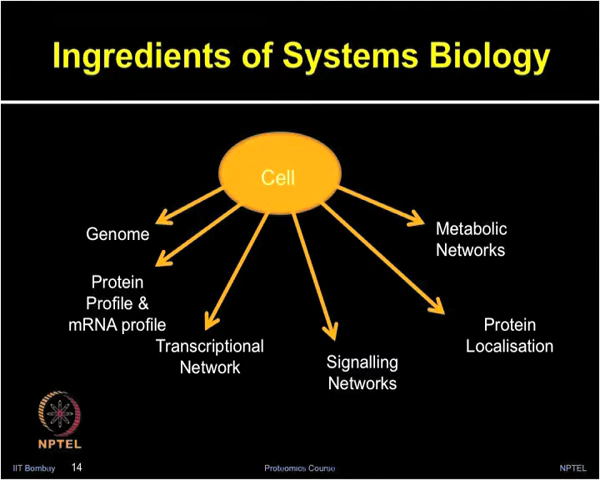 Ingredients of Systems Biology
Cell
Genome
Protein
Profile &
mRNA profile
Transcriptional
Network
Signalling
Networks
Protein
Localisation
Metabolic
Networks
NPTEL
IIT Bombay
14
Proteomics Course
NPTEL